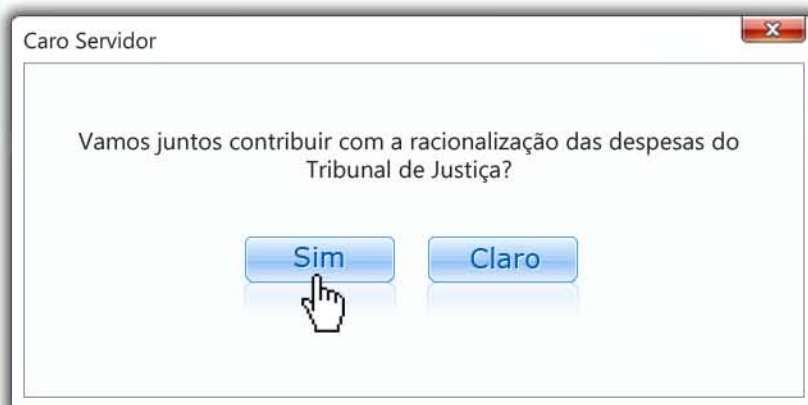 Caro Servidor
Vamos juntos contribuir com a racionalização das despesas do
Tribunal de Justiça?
Sim Claro